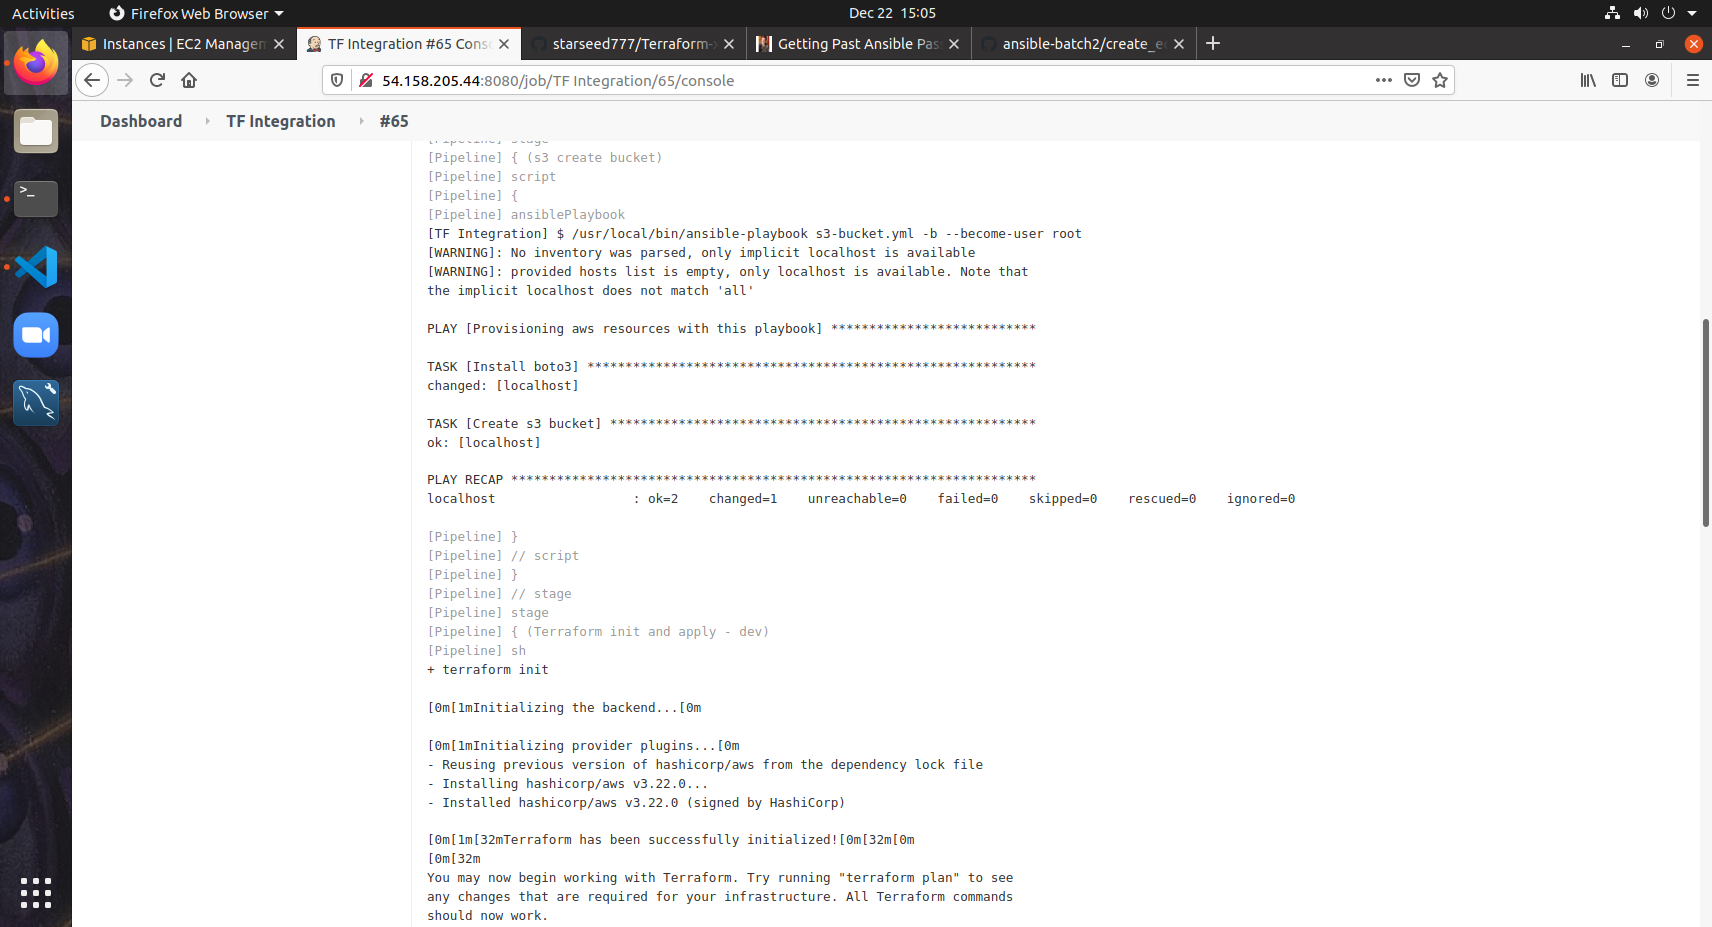 Activities
Firefox Web Browser
Dec 22 15:05
Instances | EC2 Managem
TF Integration #65 Conso
starseed777/Terraform-
Getting Past Ansible Pas
ansible-batch2/create_e
54.158.205.44:8080/job/TF Integration/65/console
Dashboard
TF Integration
#65
[Pipeline] stage
[Pipeline] { (s3 create bucket)
[Pipeline] script
[Pipeline] {
[Pipeline] ansiblePlaybook
[TF Integration] $ /usr/local/bin/ansible-playbook s3-bucket.yml -b --become-user root
[WARNING]: No inventory was parsed, only implicit localhost is available
[WARNING]: provided hosts list is empty, only localhost is available. Note that
the implicit localhost does not match 'all'
PLAY [Provisioning aws resources with this playbook] ***************************
TASK [Install boto3] ***********************************************************
changed: [localhost]
TASK [Create s3 bucket] ********************************************************
ok: [localhost]
PLAY RECAP *********************************************************************
localhost                  : ok=2    changed=1    unreachable=0    failed=0    skipped=0    rescued=0    ignored=0
[Pipeline] }
[Pipeline] // script
[Pipeline] }
[Pipeline] // stage
[Pipeline] stage
[Pipeline] { (Terraform init and apply - dev)
[Pipeline] sh
+ terraform init
[0m[1mInitializing the backend...[0m
[0m[1mInitializing provider plugins...[0m
- Reusing previous version of hashicorp/aws from the dependency lock file
- Installing hashicorp/aws v3.22.0...
- Installed hashicorp/aws v3.22.0 (signed by HashiCorp)
[0m[1m[32mTerraform has been successfully initialized![0m[32m[0m
[0m[32m
You may now begin working with Terraform. Try running "terraform plan" to see
any changes that are required for your infrastructure. All Terraform commands
should now work.